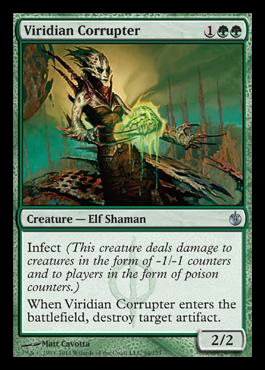 Viridian Corrupter 1
Creature — Elf Shaman
Infect (This creature deals damage to
creatures in the form of -1/-1 counters
and to players in the form of poison
counters.)
When Viridian Corrupter enters the
battlefield, destroy target artifact.
Matt Cavotta
2/2